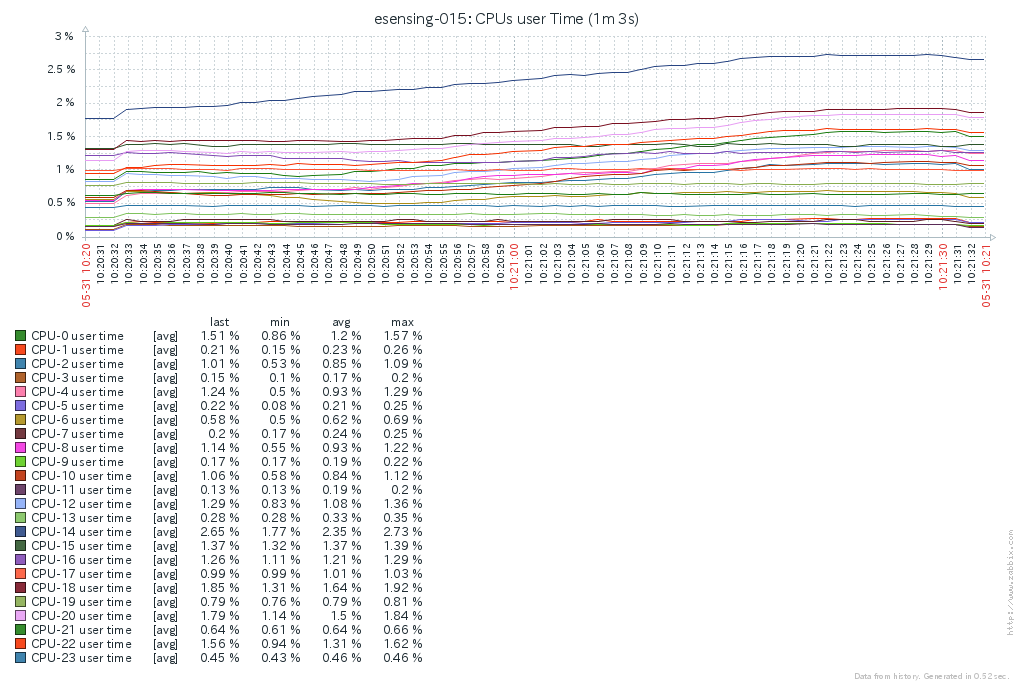 esensing-015: CPUs user Time (1m 3s)
3 %
2.5 %
2 %
1.5 %
1 %
0.5 %
0 %
05-31 10:20 10:20:31 10:20:32 10:20:33 10:20:34 10:20:35 10:20:36 10:20:37 10:20:38 10:20:39 10:20:40 10:20:41 10:20:42 10:20:43 10:20:44 10:20:45 10:20:46 10:20:47 10:20:48 10:20:49 10:20:50 10:20:51 10:20:52 10:20:53 10:20:54 10:20:55 10:20:56 10:20:57 10:20:58 10:20:59 10:21:00 10:21:01 10:21:02 10:21:03 10:21:04 10:21:05 10:21:06 10:21:07 10:21:08 10:21:09 10:21:10 10:21:11 10:21:12 10:21:13 10:21:14 10:21:15 10:21:16 10:21:17 10:21:18 10:21:19 10:21:20 10:21:21 10:21:22 10:21:23 10:21:24 10:21:25 10:21:26 10:21:27 10:21:28 10:21:29 10:21:30 10:21:31 10:21:32 05-31 10:21
last min avg max
CPU-0 user time [avg] 1.51 % 0.86 % 1.2 % 1.57 %
CPU-1 user time [avg] 0.21 % 0.15 % 0.23 % 0.26 %
CPU-2 user time [avg] 1.01 % 0.53 % 0.85 % 1.09 %
CPU-3 user time [avg] 0.15 % 0.1 % 0.17 % 0.2 %
CPU-4 user time [avg] 1.24 % 0.5 % 0.93 % 1.29 %
CPU-5 user time [avg] 0.22 % 0.08 % 0.21 % 0.25 %
CPU-6 user time [avg] 0.58 % 0.5 % 0.62 % 0.69 %
CPU-7 user time [avg] 0.2 % 0.17 % 0.24 % 0.25 %
CPU-8 user time [avg] 1.14 % 0.55 % 0.93 % 1.22 %
CPU-9 user time [avg] 0.17 % 0.17 % 0.19 % 0.22 %
CPU-10 user time [avg] 1.06 % 0.58 % 0.84 % 1.12 %
CPU-11 user time [avg] 0.13 % 0.13 % 0.19 % 0.2 %
CPU-12 user time [avg] 1.29 % 0.83 % 1.08 % 1.36 %
CPU-13 user time [avg] 0.28 % 0.28 % 0.33 % 0.35 %
CPU-14 user time [avg] 2.65 % 1.77 % 2.35 % 2.73 %
CPU-15 user time [avg] 1.37 % 1.32 % 1.37 % 1.39 %
CPU-16 user time [avg] 1.26 % 1.11 % 1.21 % 1.29 %
CPU-17 user time [avg] 0.99 % 0.99 % 1.01 % 1.03 %
CPU-18 user time [avg] 1.85 % 1.31 % 1.64 % 1.92 %
CPU-19 user time [avg] 0.79 % 0.76 % 0.79 % 0.81 %
CPU-20 user time [avg] 1.79 % 1.14 % 1.5 % 1.84 %
CPU-21 user time [avg] 0.64 % 0.61 % 0.64 % 0.66 %
CPU-22 user time [avg] 1.56 % 0.94 % 1.31 % 1.62 %
CPU-23 user time [avg] 0.45 % 0.43 % 0.46 % 0.46 %
http://www.zabbix.com
Data from history. Generated in 0.52 sec.